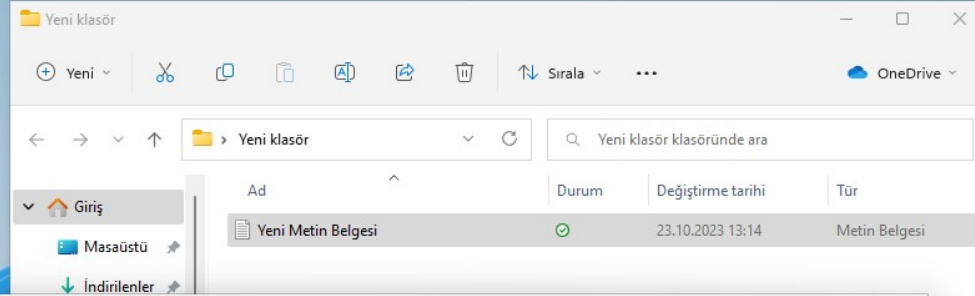 Yeni klasör
Yeni
Sırala
OneDrive
Yeni klasör
Yeni klasör klasöründe ara
Ad Durum Değiştirme tarihi Tür
Giriş
Yeni Metin Belgesi 23.10.2023 13:14 Metin Belgesi
Masaüstü
İndirilenler